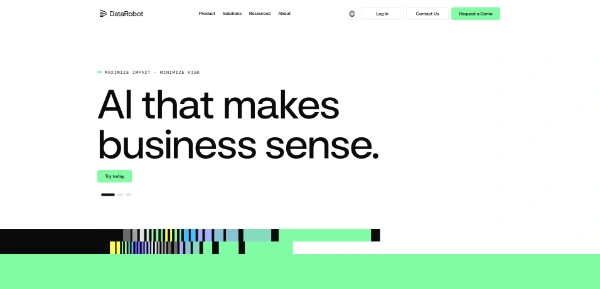 DataRobot
Product Solutions Resources About
Log in
Contact Us
Request a Demo
MAXIMIZE IMPACT - MINIMIZE RISK
AI that makes
business sense.
Try today